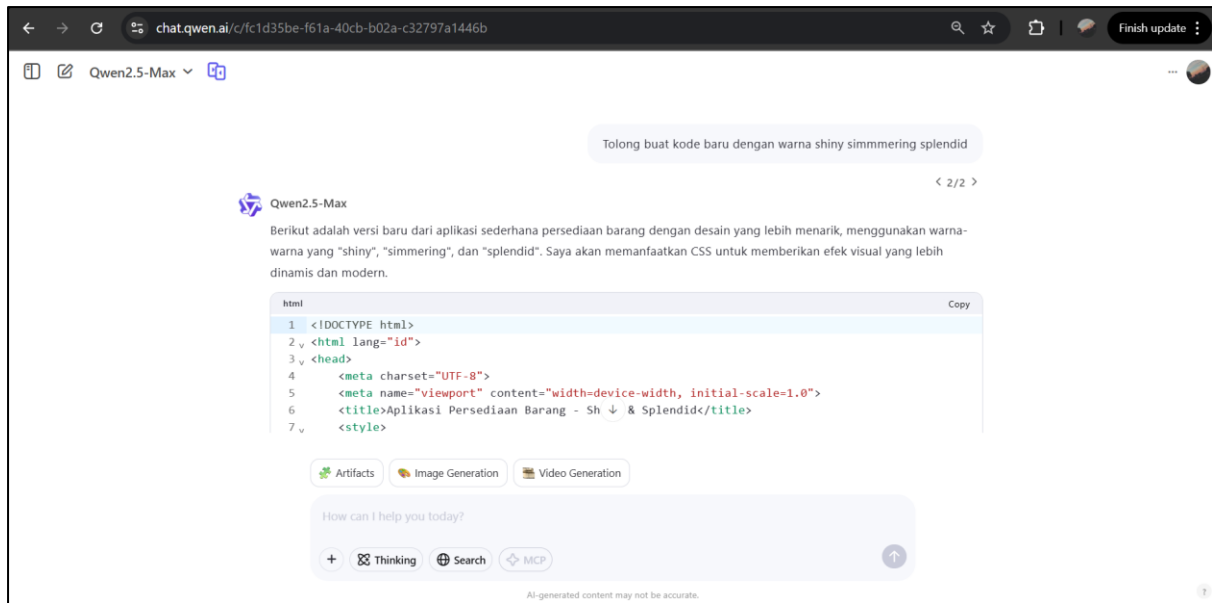 chat.qwen.ai/c/fc1d35be-f61a-40cb-b02a-c32797a1446b
Finish update
Qwen2.5-Max
Tolong buat kode baru dengan warna shiny simmmering splendid
2/2
Qwen2.5-Max
Berikut adalah versi baru dari aplikasi sederhana persediaan barang dengan desain yang lebih menarik, menggunakan warna-
warna yang "shiny", "simmering", dan "splendid". Saya akan memanfaatkan CSS untuk memberikan efek visual yang lebih
dinamis dan modern.
html Copy
1 <!DOCTYPE html>
2 <html lang="id">
3 <head>
4 <meta charset="UTF-8">
5 <meta name="viewport" content="width=device-width, initial-scale=1.0">
6 <title>Aplikasi Persediaan Barang - Sh & Splendid</title>
7 <style>
Artifacts Image Generation Video Generation
How can I help you today?
+ Thinking Search MCP
AI-generated content may not be accurate.
?